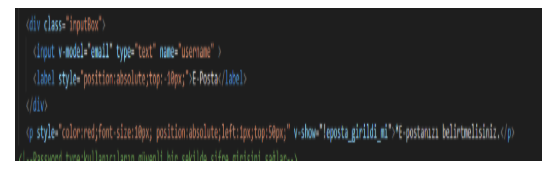 <div class="inputBox">
<input v-model="email" type="text" name="username" >
<label style="position:absolute;top:-10px;">E-Posta</label>
</div>
<p style="color:red;font-size:10px; position:absolute;left:1px;top:50px;" v-show="!eposta_girildi_mi">*E-postanızı belirtmelisiniz.</p>
<!--Password type:kullanıcıların güvenli bir şekilde şifre girişini sağlar-->